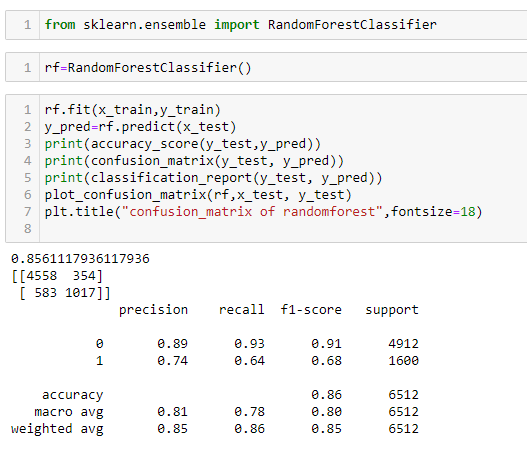 1 from sklearn.ensemble import RandomForestClassifier
1 rf=RandomForestClassifier()
1 rf.fit(x_train,y_train)
2 y_pred=rf.predict(x_test)
3 print(accuracy_score(y_test,y_pred))
4 print(confusion_matrix(y_test, y_pred))
5 print(classification_report(y_test, y_pred))
6 plot_confusion_matrix(rf,x_test, y_test)
7 plt.title("confusion_matrix of randomforest",fontsize=18)
8
0.8561117936117936
[[4558  354]
 [ 583 1017]]
              precision    recall  f1-score   support
           0       0.89      0.93      0.91      4912
           1       0.74      0.64      0.68      1600
    accuracy                           0.86      6512
   macro avg       0.81      0.78      0.80      6512
weighted avg       0.85      0.86      0.85      6512